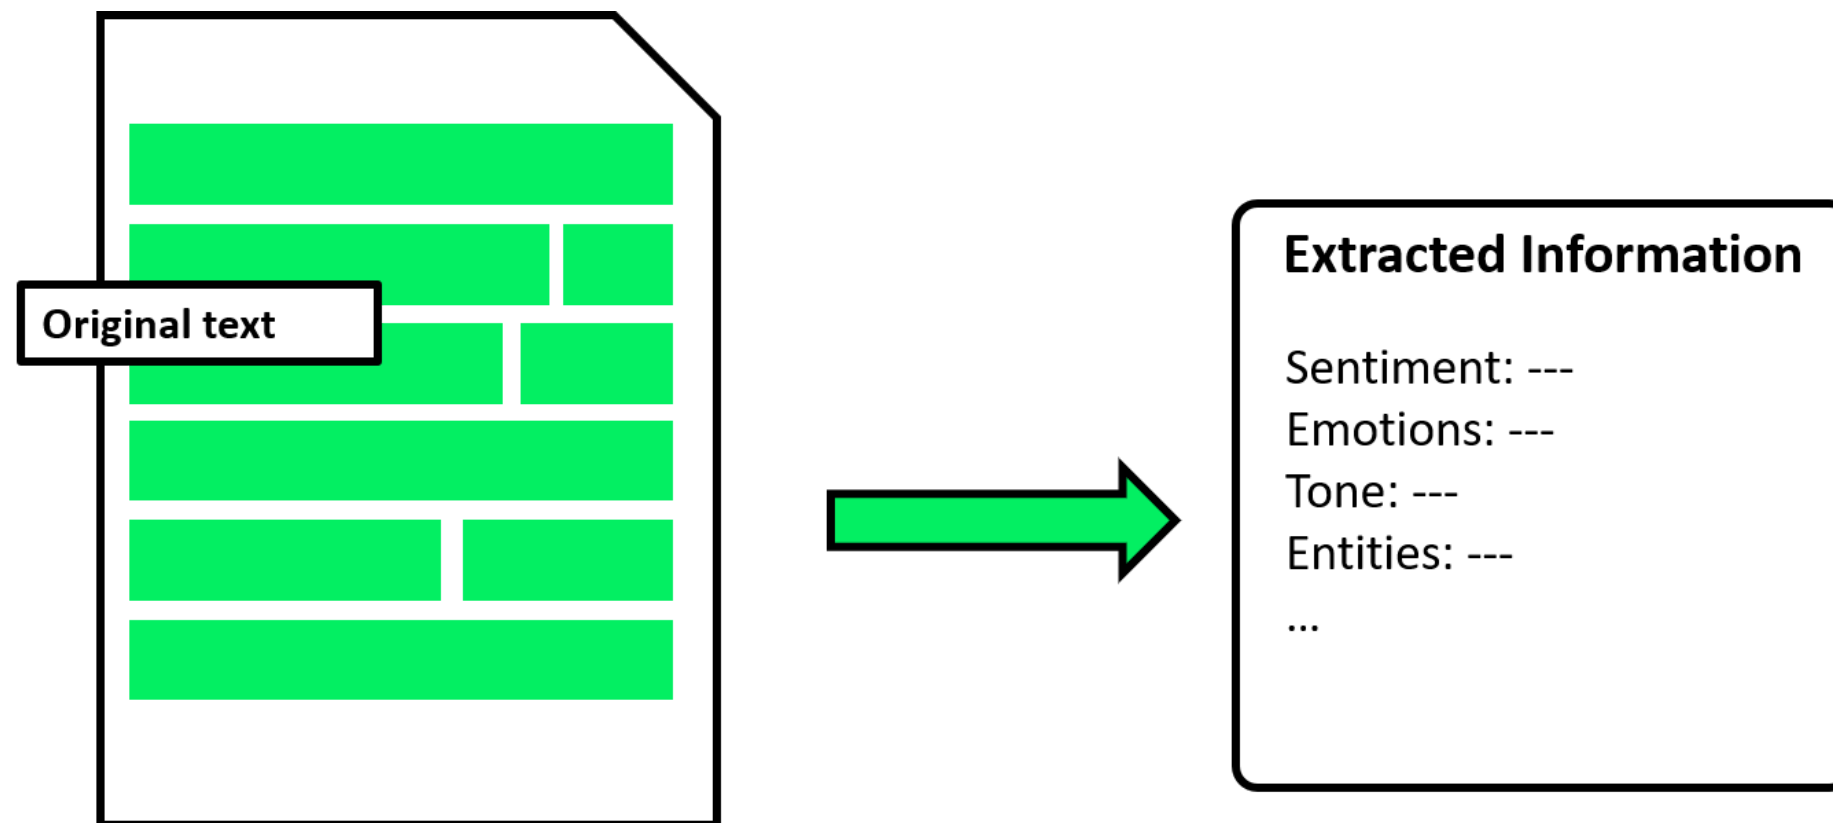 Original text
Extracted Information
Sentiment: ---
Emotions: ---
Tone: ---
Entities: ---
...